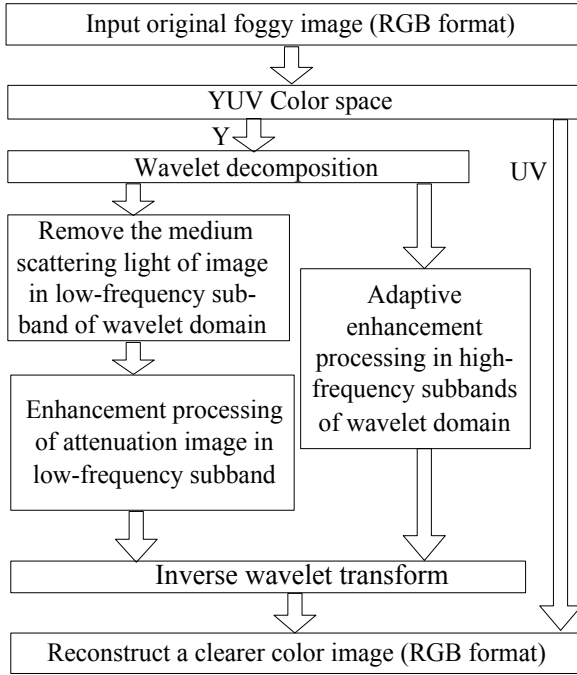 Input original foggy image (RGB format)
YUV Color space
Y
UV
Wavelet decomposition
Remove the medium
scattering light of image
in low-frequency sub-
band of wavelet domain
Adaptive
enhancement
processing in high-
frequency subbands
of wavelet domain
Enhancement processing
of attenuation image in
low-frequency subband
Inverse wavelet transform
Reconstruct a clearer color image (RGB format)